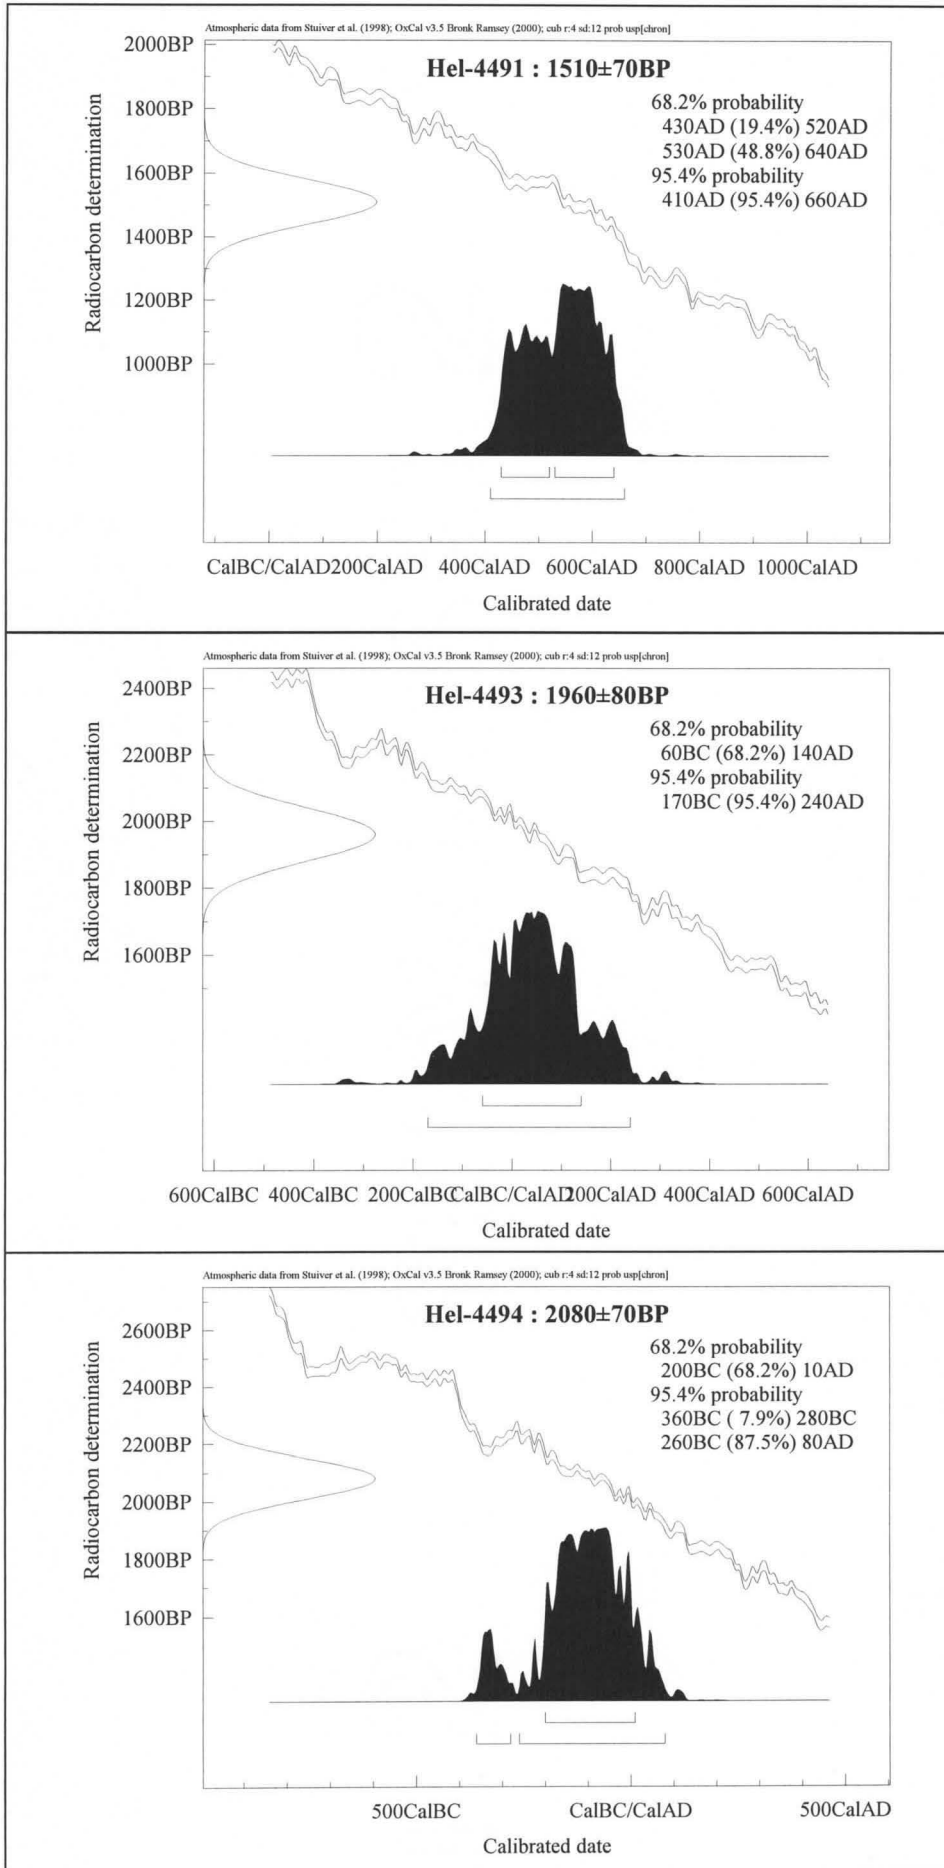 Atmospheric data from Stuiver et al. (1998); OxCal v3.5 Bronk Ramsey (2000); cub r:4 sd:12 prob usp[chron]
Hel-4491 : 1510±70BP
68.2% probability
430AD (19.4%) 520AD
530AD (48.8%) 640AD
95.4% probability
410AD (95.4%) 660AD
Radiocarbon determination
2000BP
1800BP
1600BP
1400BP
1200BP
1000BP
CalBC/CalAD 200CalAD 400CalAD 600CalAD 800CalAD 1000CalAD
Calibrated date
Atmospheric data from Stuiver et al. (1998); OxCal v3.5 Bronk Ramsey (2000); cub r:4 sd:12 prob usp[chron]
Hel-4493 : 1960±80BP
68.2% probability
60BC (68.2%) 140AD
95.4% probability
170BC (95.4%) 240AD
Radiocarbon determination
2400BP
2200BP
2000BP
1800BP
1600BP
600CalBC 400CalBC 200CalBC CalBC/CalAD 200CalAD 400CalAD 600CalAD
Calibrated date
Atmospheric data from Stuiver et al. (1998); OxCal v3.5 Bronk Ramsey (2000); cub r:4 sd:12 prob usp[chron]
Hel-4494 : 2080±70BP
68.2% probability
200BC (68.2%) 10AD
95.4% probability
360BC ( 7.9%) 280BC
260BC (87.5%) 80AD
Radiocarbon determination
2600BP
2400BP
2200BP
2000BP
1800BP
1600BP
500CalBC CalBC/CalAD 500CalAD
Calibrated date